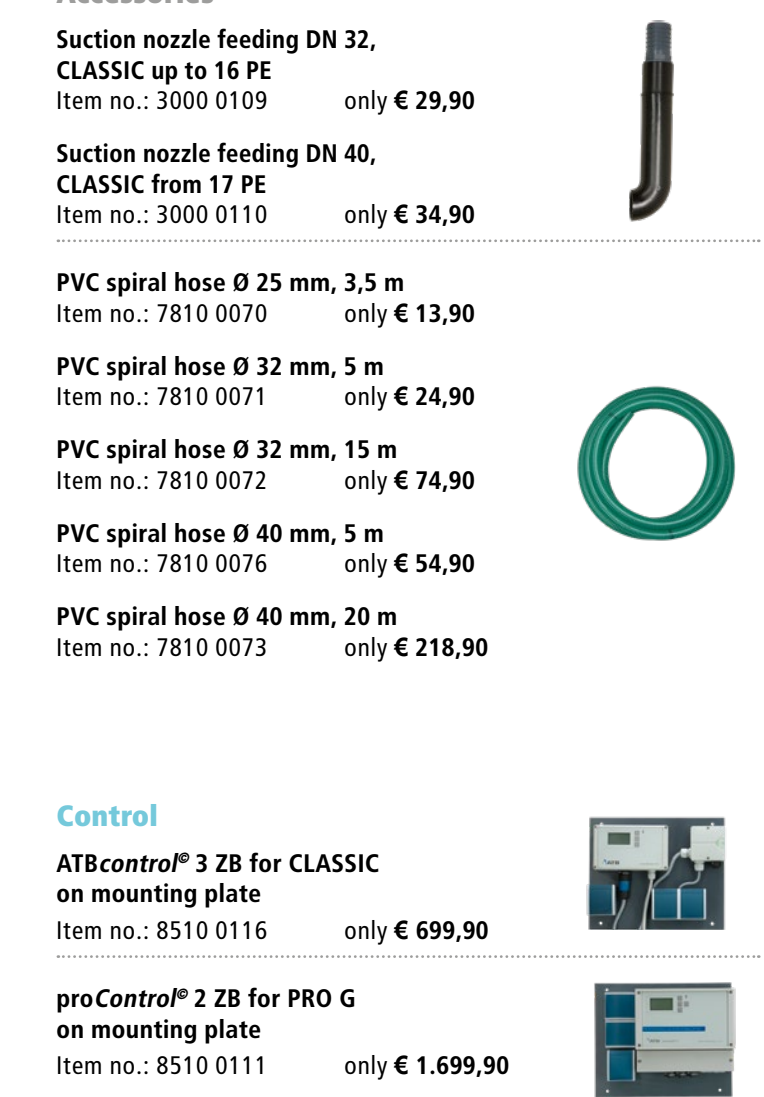 Accessories
Suction nozzle feeding DN 32,
CLASSIC up to 16 PE
Item no.: 3000 0109 only € 29,90
Suction nozzle feeding DN 40,
CLASSIC from 17 PE
Item no.: 3000 0110 only € 34,90
PVC spiral hose Ø 25 mm, 3,5 m
Item no.: 7810 0070 only € 13,90
PVC spiral hose Ø 32 mm, 5 m
Item no.: 7810 0071 only € 24,90
PVC spiral hose Ø 32 mm, 15 m
Item no.: 7810 0072 only € 74,90
PVC spiral hose Ø 40 mm, 5 m
Item no.: 7810 0076 only € 54,90
PVC spiral hose Ø 40 mm, 20 m
Item no.: 7810 0073 only € 218,90
Control
ATBcontrol© 3 ZB for CLASSIC
on mounting plate
Item no.: 8510 0116 only € 699,90
ATB
proControl© 2 ZB for PRO G
on mounting plate
Item no.: 8510 0111 only € 1.699,90
ATB